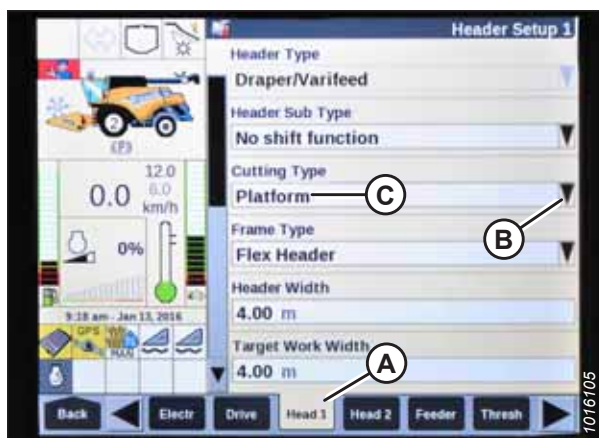 Header Setup 1
Header Type
Draper/Varifeed
Header Sub Type
No shift function
Cutting Type
Platform
C
B
Frame Type
Flex Header
Header Width
4.00 m
Target Work Width
A
4.00 m
2
(P)
12.0
0.0
6.0
km/h
0%
9:18 am - Jan 13, 2016
GPS
Back
Electr
Drive
Head 1
Head 2
Feeder
Thresh
1016105